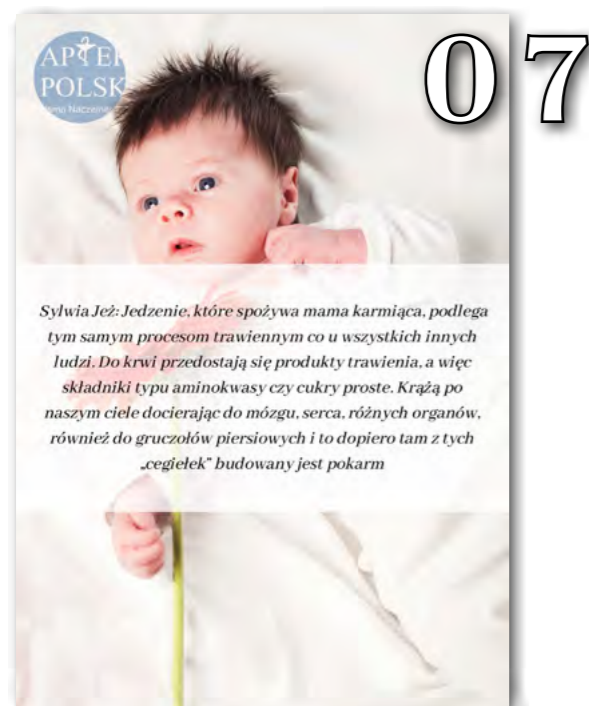 07
APTEK
POLSK
Sylwia Jeż: Jedzenie, które spożywa mama karmiąca, podlega
tym samym procesom trawiennym co u wszystkich innych
ludzi. Do krwi przedostają się produkty trawienia, a więc
składniki typu aminokwasy czy cukry proste. Krążą po
naszym ciele docierając do mózgu, serca, różnych organów,
również do gruczołów piersiowych i to dopiero tam z tych
„cegiełek” budowany jest pokarm